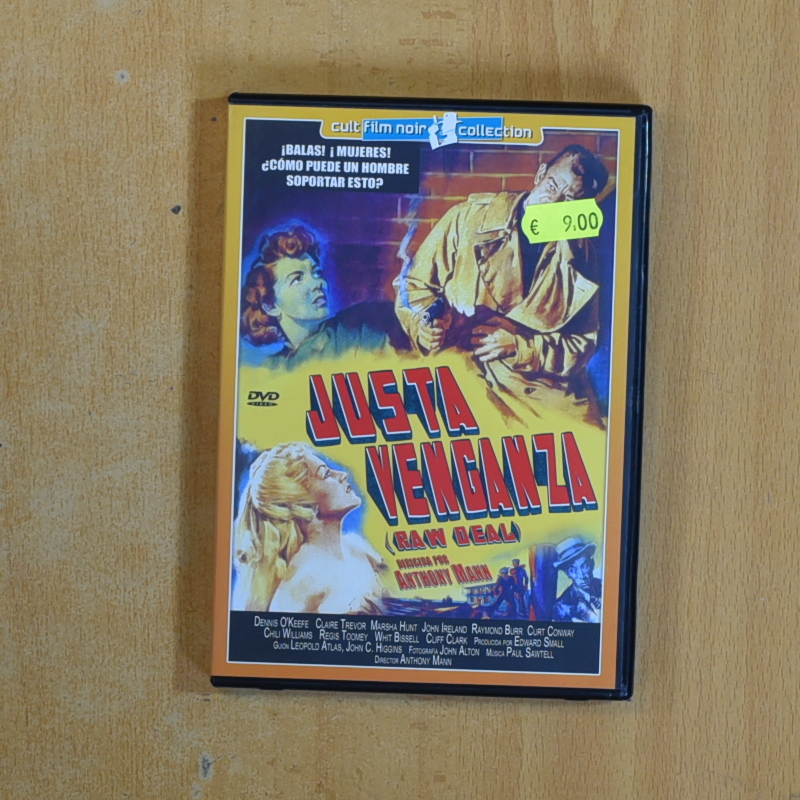 cult film noir collection
¡BALAS! ¡ MUJERES!
¿CÓMO PUEDE UN HOMBRE
SOPORTAR ESTO?
€ 9,00
DVD
VIDEO
JUSTA
VENGANZA
(RAW DEAL)
DIRIGIDA POR
ANTHONY MANN
DENNIS O'KEEFE CLAIRE TREVOR MARSHA HUNT JOHN IRELAND RAYMOND BURR CURT CONWAY
CHILI WILLIAMS REGIS TOOMEY WHIT BISSELL CLIFF CLARK PRODUCIDA POR EDWARD SMALL
GUIÓN LEOPOLD ATLAS, JOHN C. HIGGINS FOTOGRAFÍA JOHN ALTON MÚSICA PAUL SAWTELL
DIRECTOR ANTHONY MANN